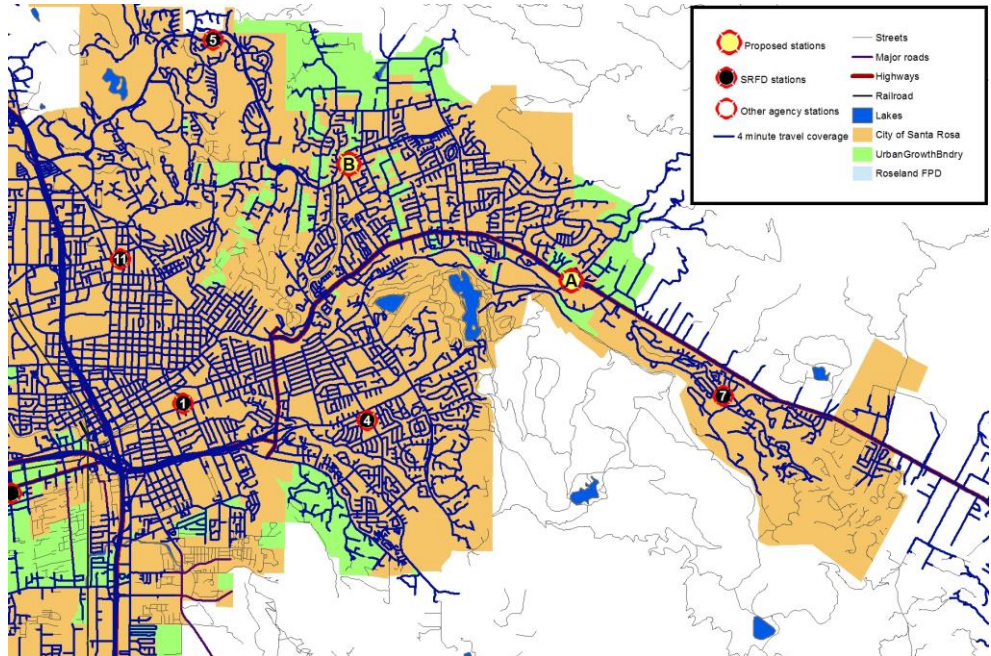 5
B
11
A
1
4
7
Proposed stations
SRFD stations
Other agency stations
4 minute travel coverage
Streets
Major roads
Highways
Railroad
Lakes
City of Santa Rosa
UrbanGrowthBndry
Roseland FPD